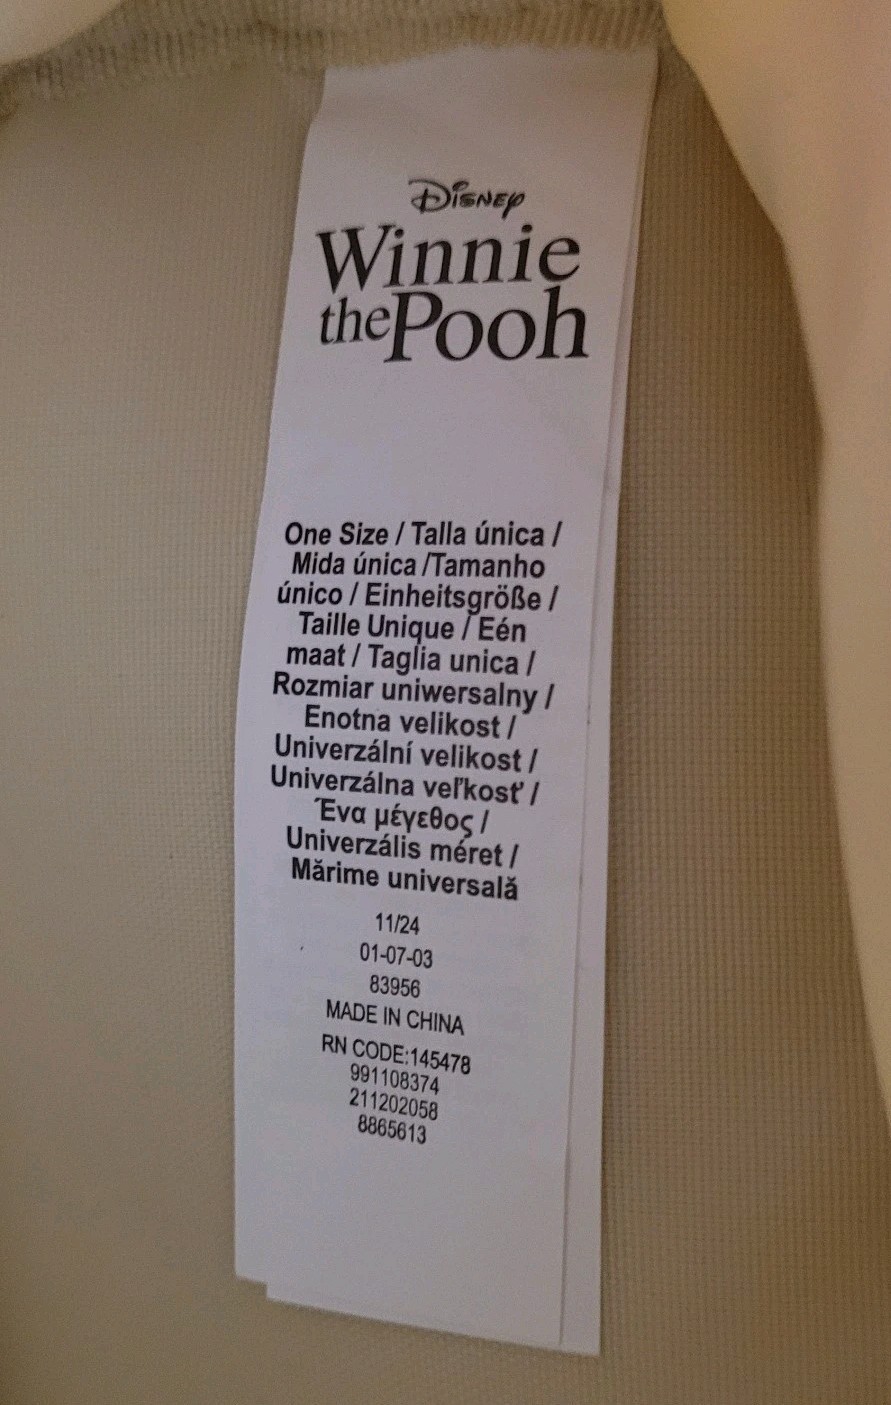 Disney
Winnie
the Pooh
One Size / Talla única /
Mida única /Tamanho
único / Einheitsgröße /
Taille Unique / Eén
maat / Taglia unica /
Rozmiar uniwersalny /
Enotna velikost /
Univerzální velikost /
Univerzálna veľkosť /
Ένα μέγεθος /
Univerzális méret /
Mărime universală
11/24
01-07-03
83956
MADE IN CHINA
RN CODE:145478
991108374
211202058
8865613